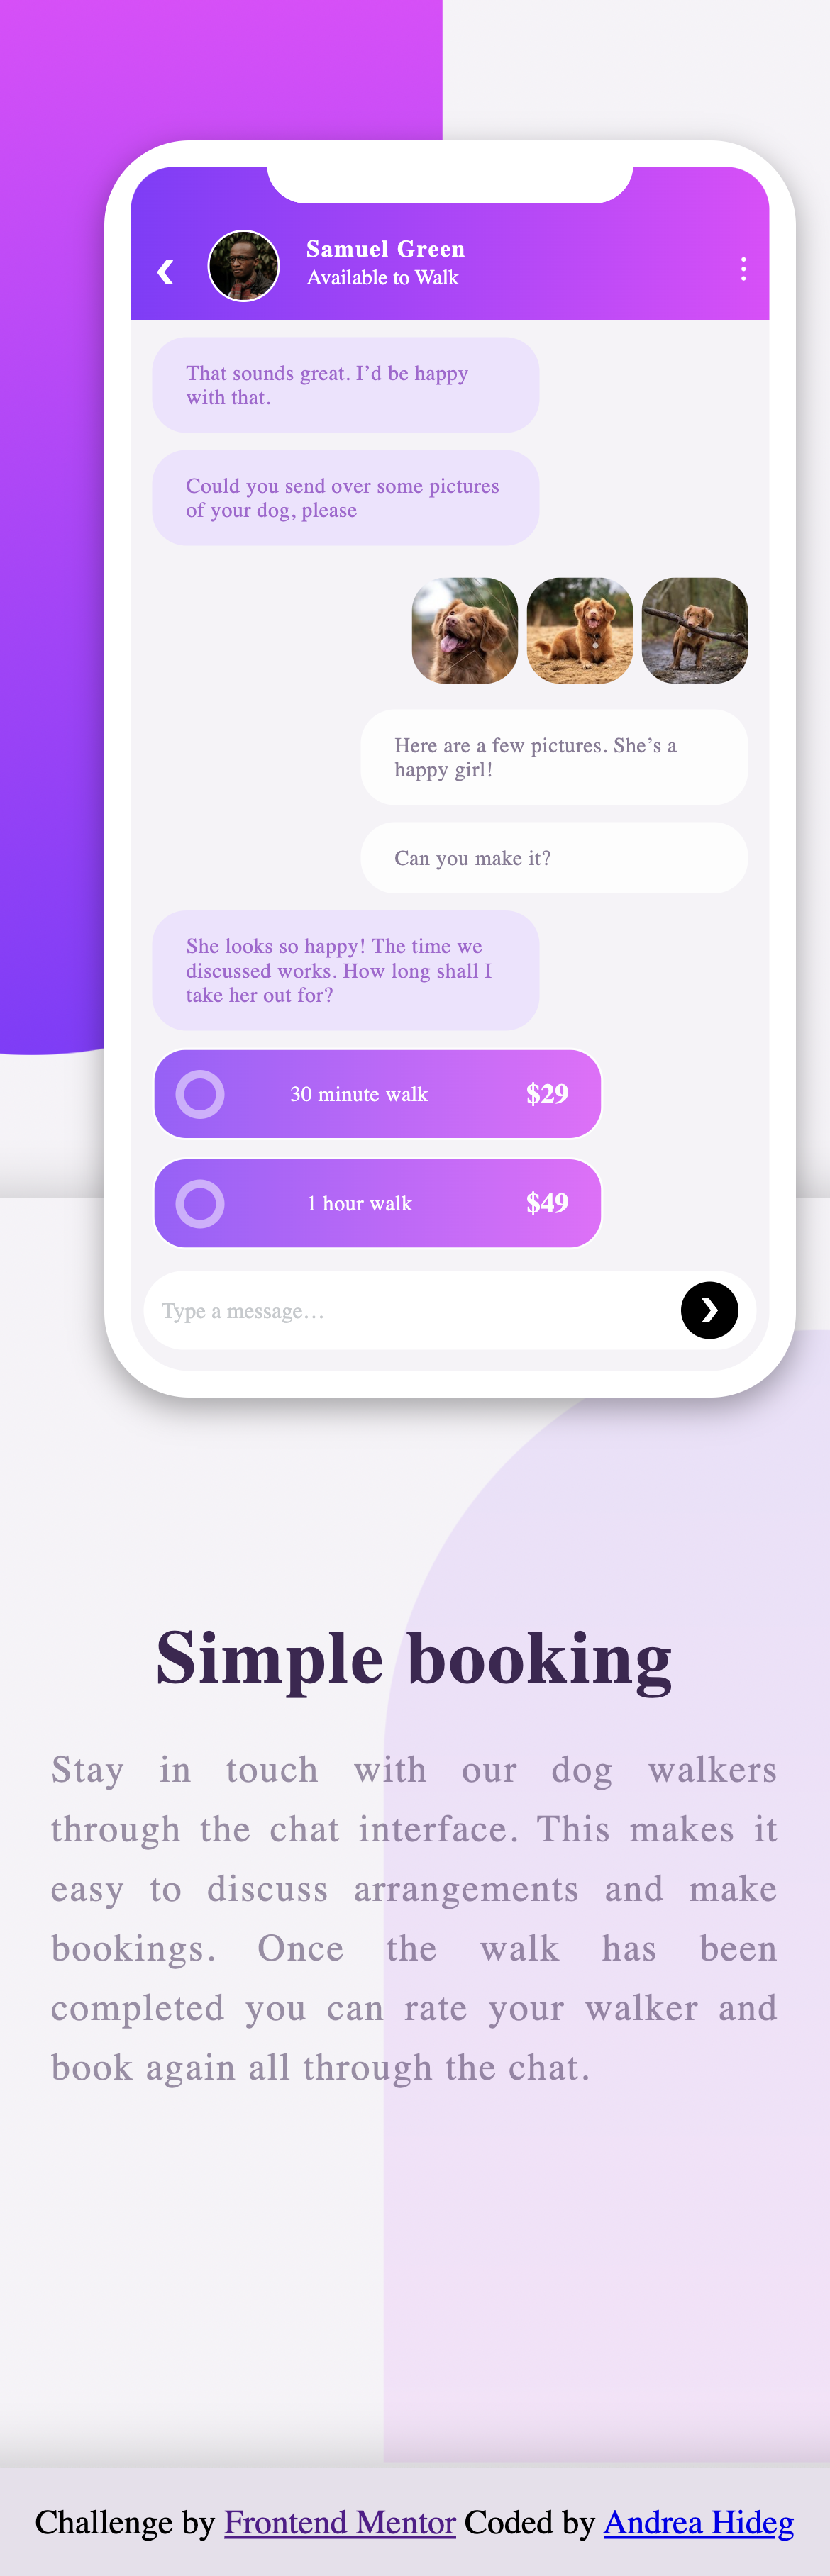 Samuel Green
Available to Walk
That sounds great. I’d be happy
with that.
Could you send over some pictures
of your dog, please
Here are a few pictures. She’s a
happy girl!
Can you make it?
She looks so happy! The time we
discussed works. How long shall I
take her out for?
30 minute walk $29
1 hour walk $49
Type a message…
Simple booking
Stay in touch with our dog walkers
through the chat interface. This makes it
easy to discuss arrangements and make
bookings. Once the walk has been
completed you can rate your walker and
book again all through the chat.
Challenge by Frontend Mentor Coded by Andrea Hideg